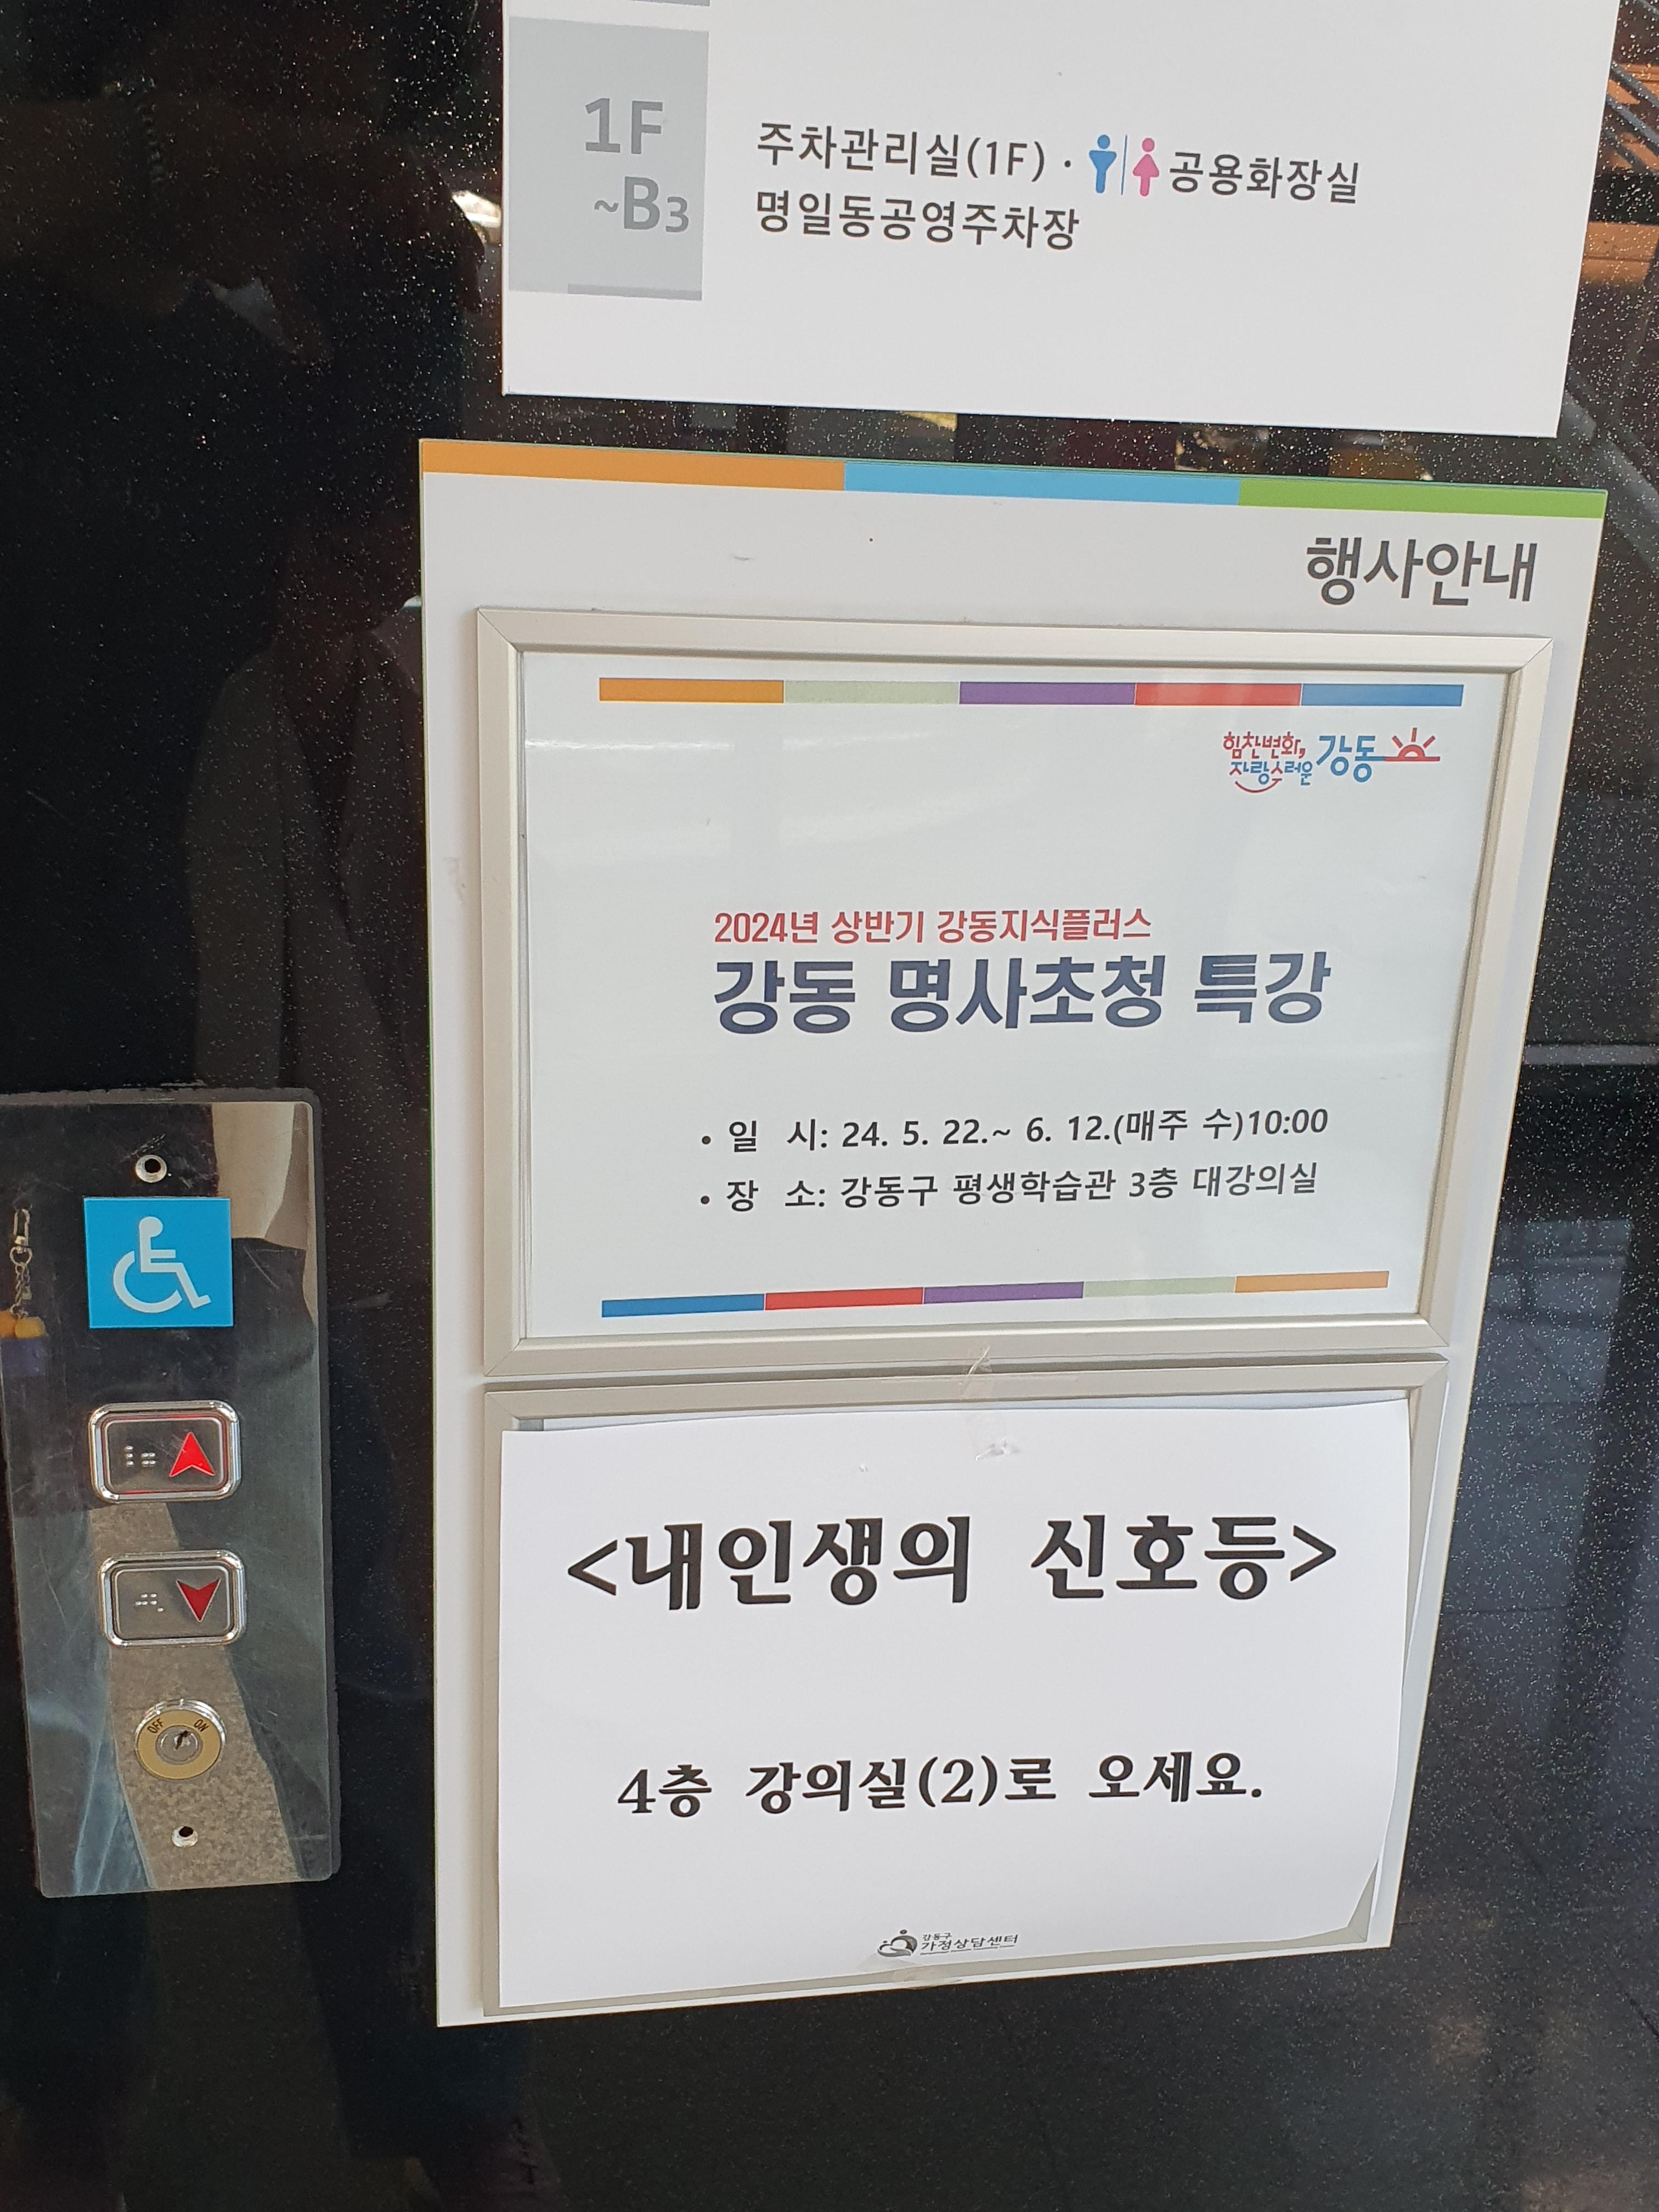 1F
~B3
주차관리실(1F) · 공용화장실
명일동공영주차장
행사안내
힘찬변화,
자랑스러운
강동
2024년 상반기 강동지식플러스
강동 명사초청 특강
• 일 시: 24. 5. 22.~ 6. 12.(매주 수)10:00
• 장 소: 강동구 평생학습관 3층 대강의실
<내인생의 신호등>
4층 강의실(2)로 오세요.
강동구
가정상담센터
OFF ON